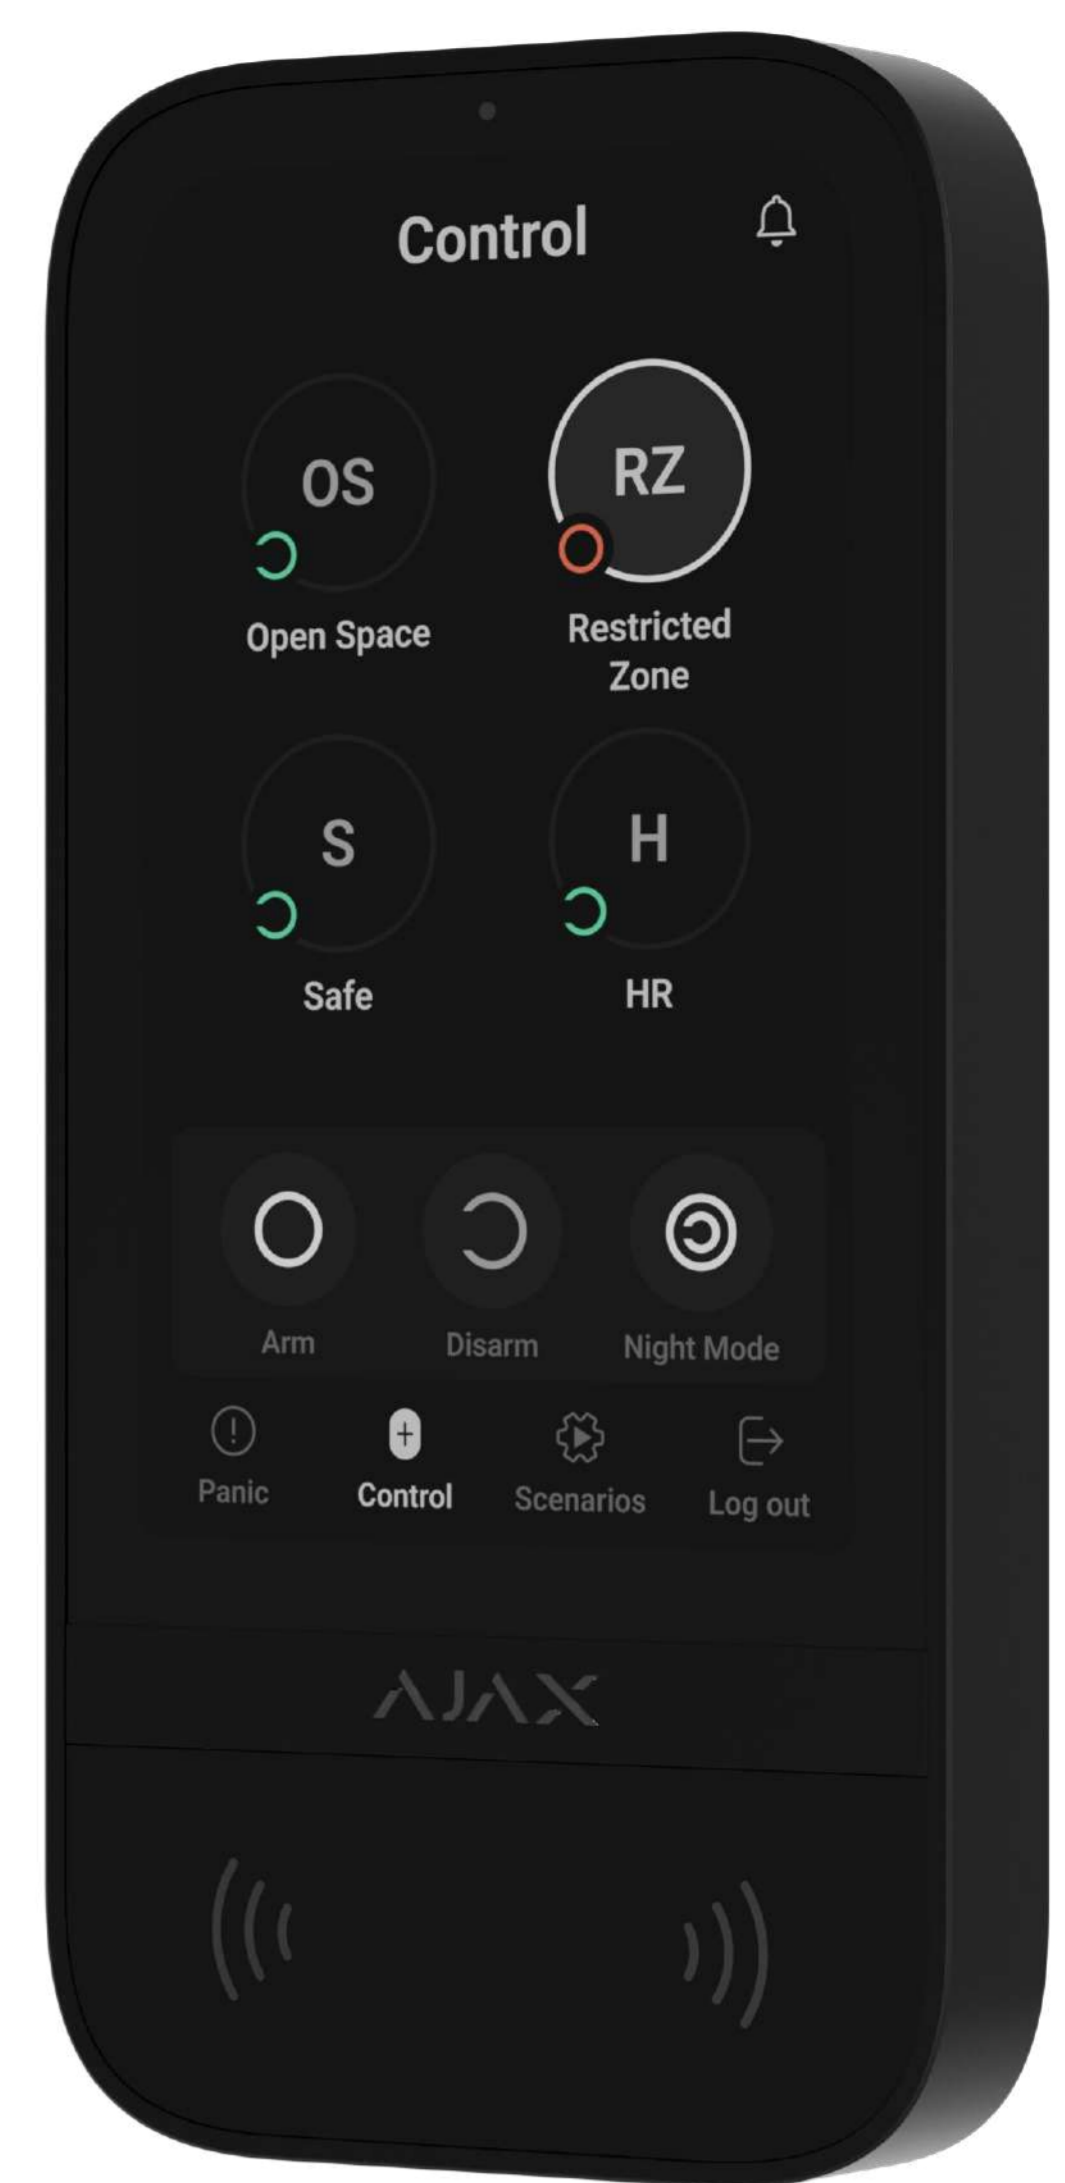 Control
OS
RZ
Open Space
Restricted
Zone
S
H
Safe
HR
Arm
Disarm
Night Mode
Panic
Control
Scenarios
Log out
AJAX